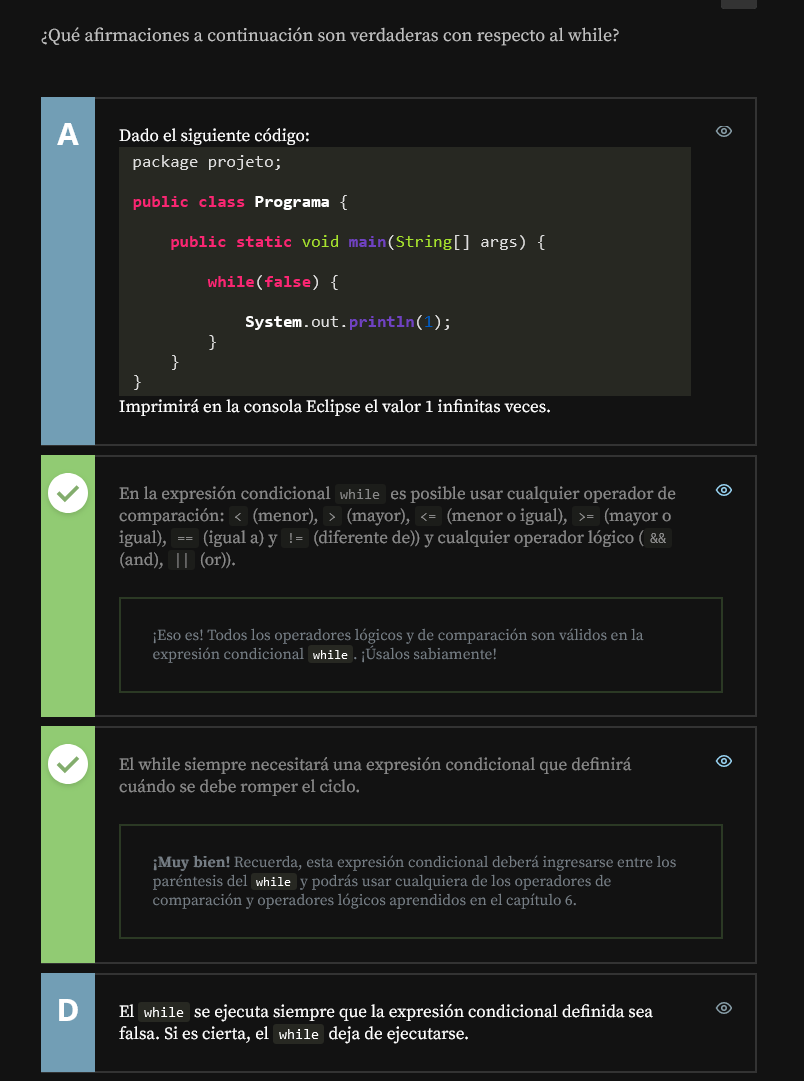 ¿Qué afirmaciones a continuación son verdaderas con respecto al while?
A
Dado el siguiente código:
package projeto;
public class Programa {
public static void main(String[] args) {
while(false) {
System.out.println(1);
}
}
}
Imprimirá en la consola Eclipse el valor 1 infinitas veces.
En la expresión condicional while es posible usar cualquier operador de
comparación: < (menor), > (mayor), <= (menor o igual), >= (mayor o
igual), == (igual a) y != (diferente de)) y cualquier operador lógico ( &&
(and), || (or)).
¡Eso es! Todos los operadores lógicos y de comparación son válidos en la
expresión condicional while. ¡Úsalos sabiamente!
El while siempre necesitará una expresión condicional que definirá
cuándo se debe romper el ciclo.
¡Muy bien! Recuerda, esta expresión condicional deberá ingresarse entre los
paréntesis del while y podrás usar cualquiera de los operadores de
comparación y operadores lógicos aprendidos en el capítulo 6.
D
El while se ejecuta siempre que la expresión condicional definida sea
falsa. Si es cierta, el while deja de ejecutarse.